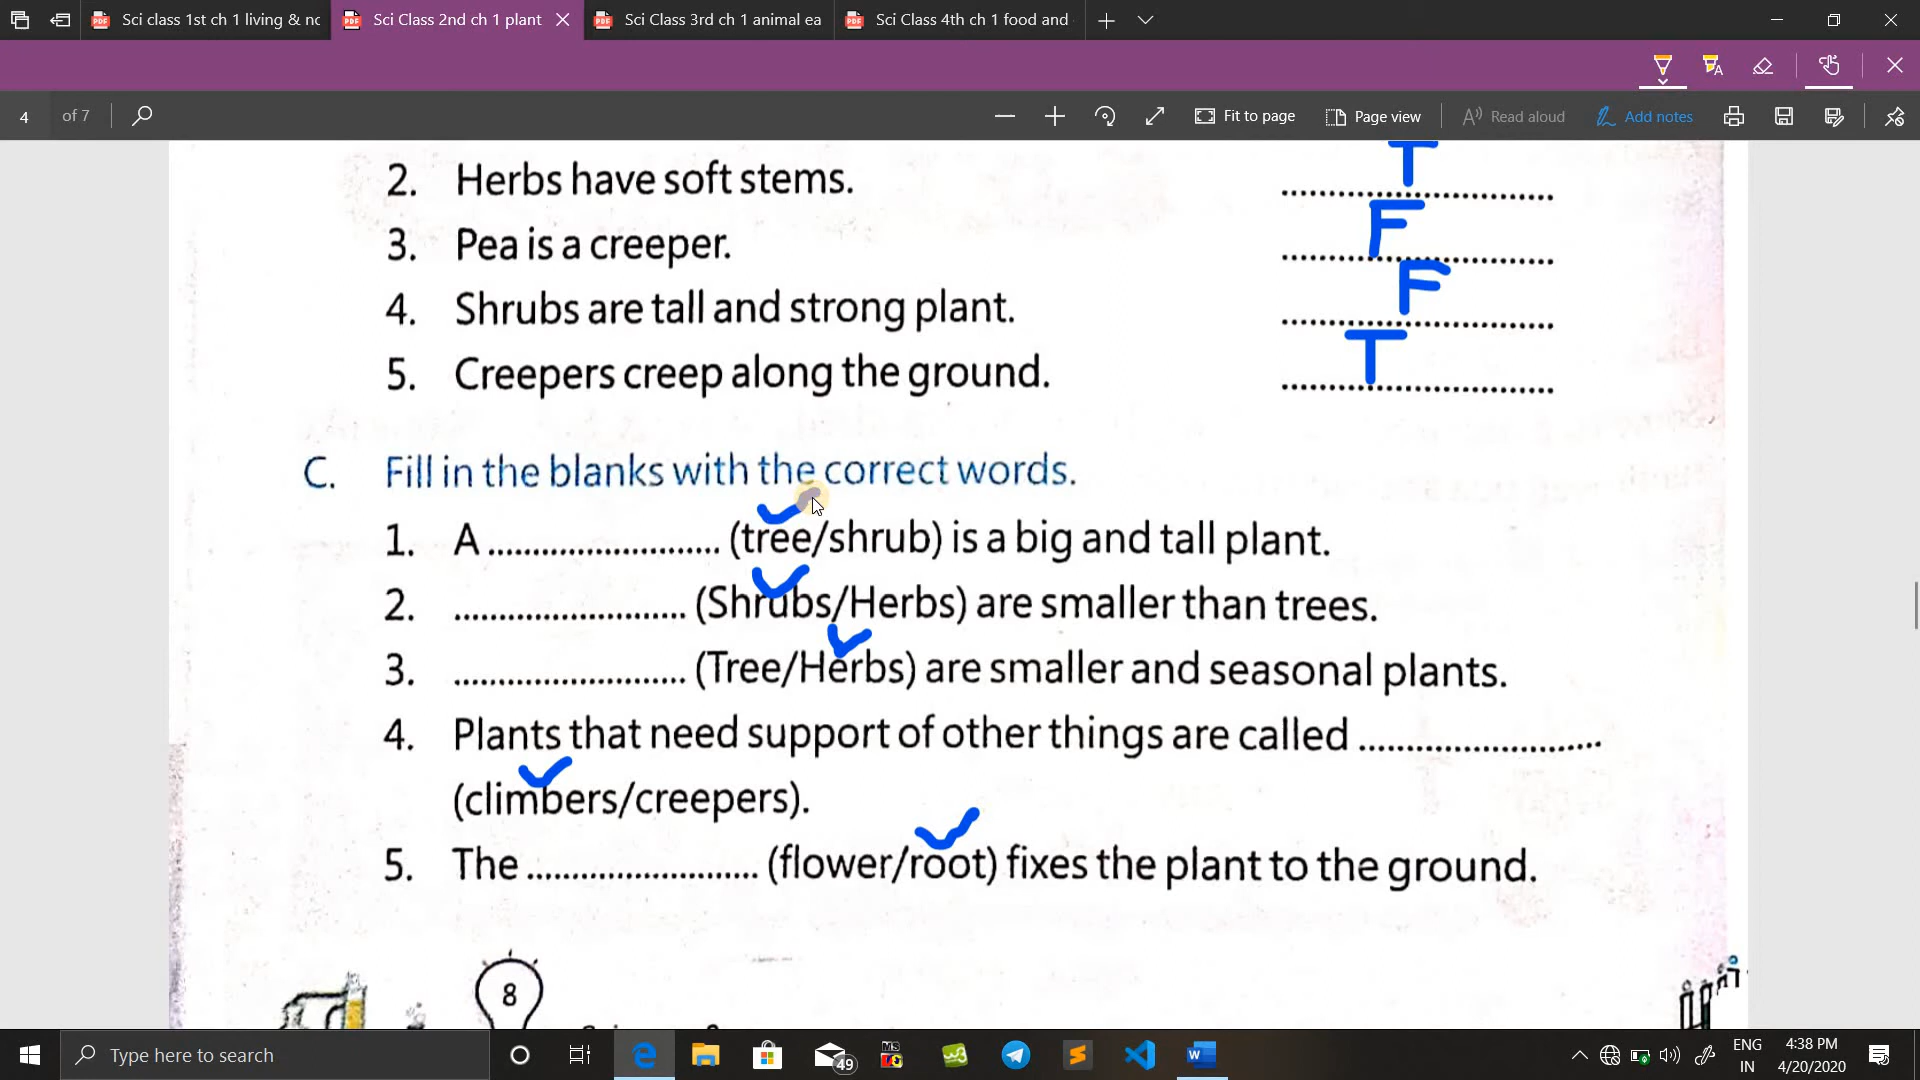 Sci class 1st ch 1 living & no
Sci Class 2nd ch 1 plant
Sci Class 3rd ch 1 animal ea
Sci Class 4th ch 1 food and
4 of 7
Fit to page
Page view
Read aloud
Add notes
2. Herbs have soft stems. .......... T
3. Pea is a creeper. .......... F
4. Shrubs are tall and strong plant. .......... F
5. Creepers creep along the ground. .......... T
C. Fill in the blanks with the correct words.
1. A .......... (tree/shrub) is a big and tall plant.
2. .......... (Shrubs/Herbs) are smaller than trees.
3. .......... (Tree/Herbs) are smaller and seasonal plants.
4. Plants that need support of other things are called ..........
(climbers/creepers).
5. The .......... (flower/root) fixes the plant to the ground.
8
Type here to search
49
ENG
IN
4:38 PM
4/20/2020